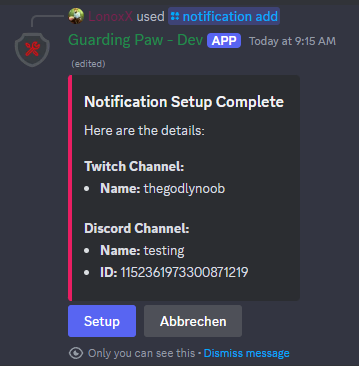 LonoxX used notification add
Guarding Paw - Dev APP Today at 9:15 AM
(edited)
Notification Setup Complete
Here are the details:
Twitch Channel:
• Name: thegodlynoob
Discord Channel:
• Name: testing
• ID: 1152361973300871219
Setup Abbrechen
Only you can see this • Dismiss message